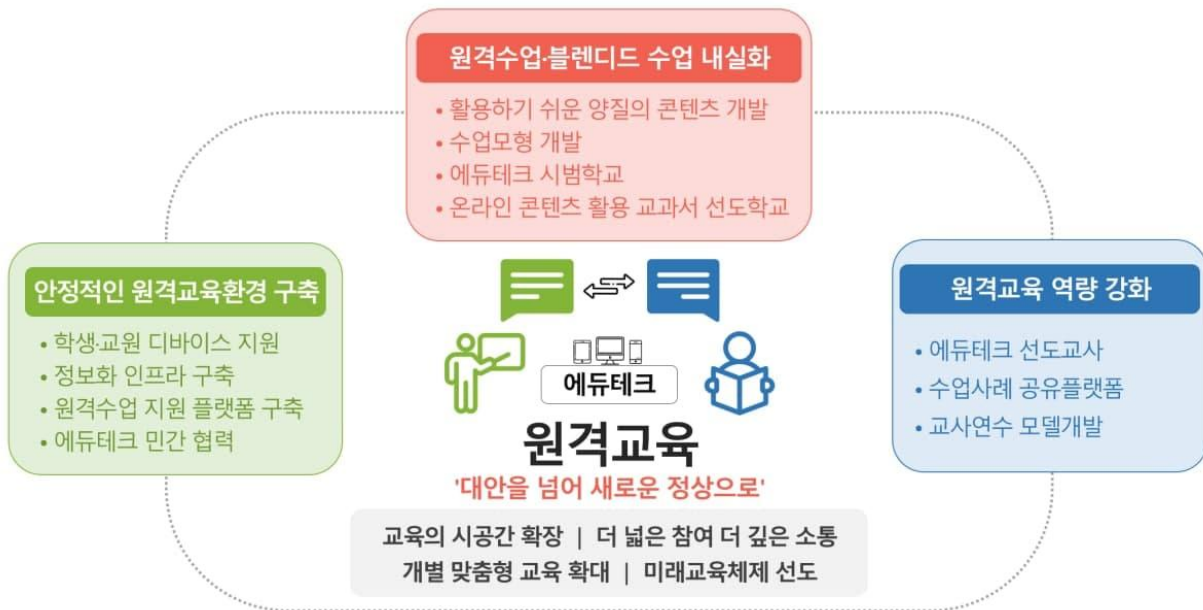 원격수업·블렌디드 수업 내실화
• 활용하기 쉬운 양질의 콘텐츠 개발
• 수업모형 개발
• 에듀테크 시범학교
• 온라인 콘텐츠 활용 교과서 선도학교
안정적인 원격교육환경 구축
• 학생·교원 디바이스 지원
• 정보화 인프라 구축
• 원격수업 지원 플랫폼 구축
• 에듀테크 민간 협력
원격교육 역량 강화
• 에듀테크 선도교사
• 수업사례 공유플랫폼
• 교사연수 모델개발
에듀테크
원격교육
'대안을 넘어 새로운 정상으로'
교육의 시공간 확장 | 더 넓은 참여 더 깊은 소통
개별 맞춤형 교육 확대 | 미래교육체제 선도